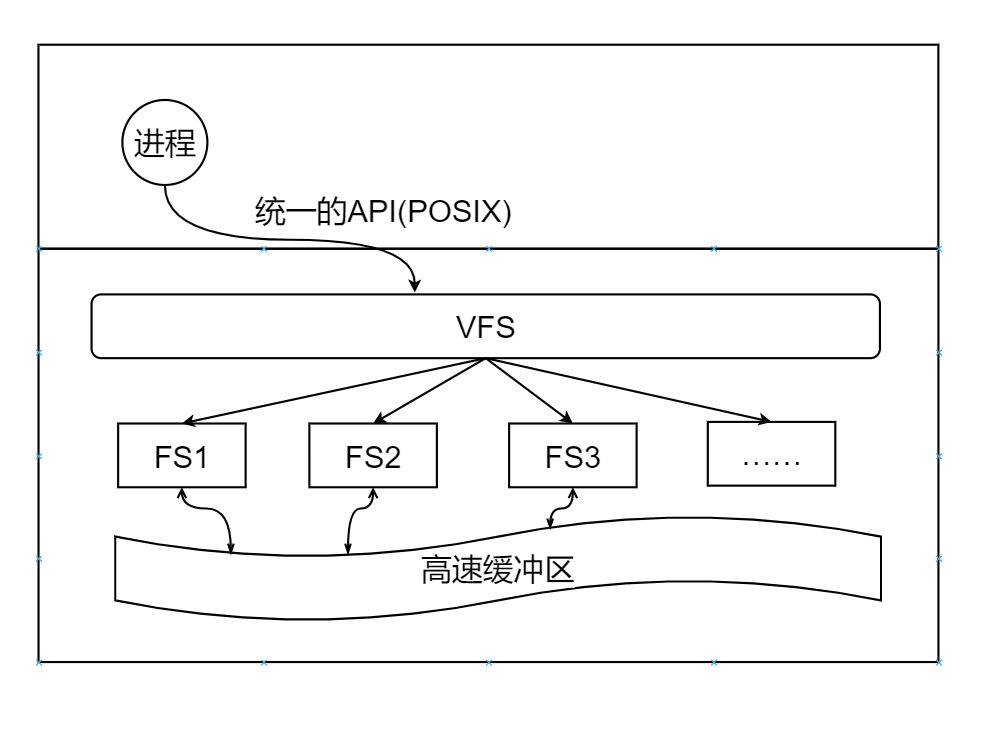 进程
统一的API(POSIX)
VFS
FS1
FS2
FS3
……
高速缓冲区